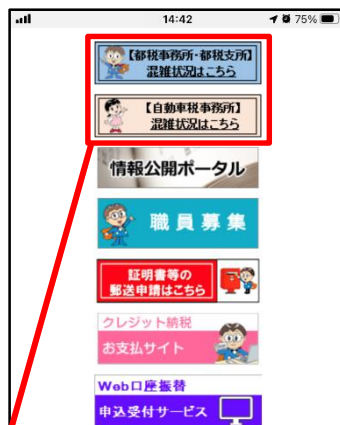 14:42
75%
【都税事務所・都税支所】
混雑状況はこちら
【自動車税事務所】
混雑状況はこちら
情報公開ポータル
職員募集
証明書等の
郵送申請はこちら
クレジット納税
お支払サイト
Web口座振替
申込受付サービス